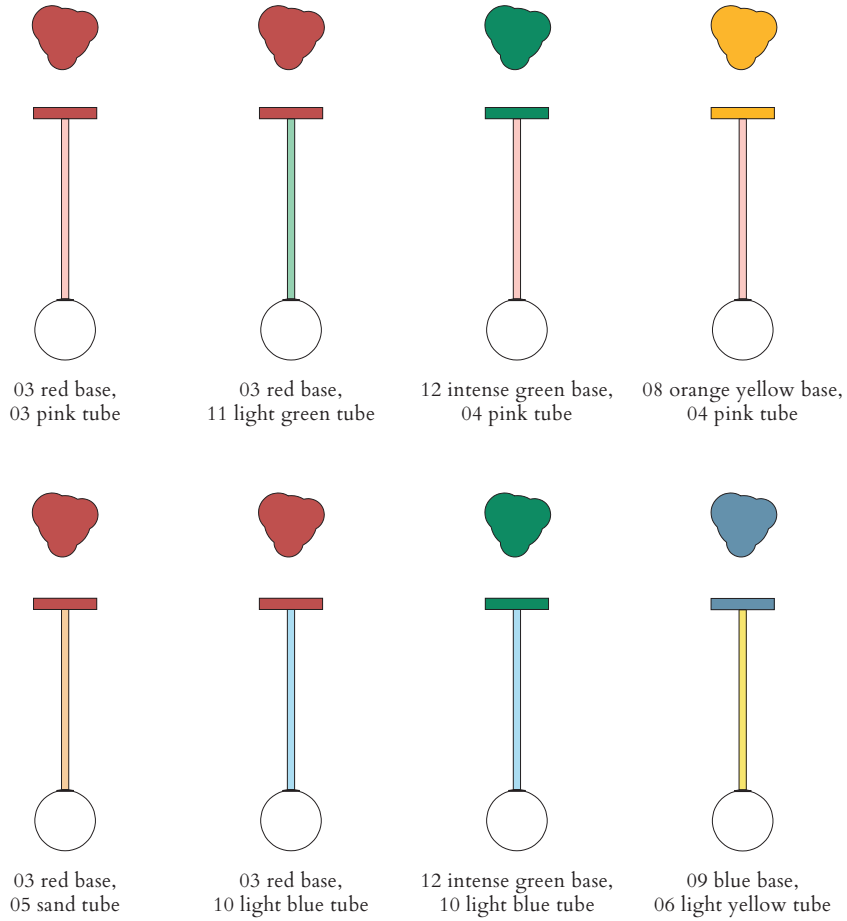 03 red base,
03 pink tube
03 red base,
11 light green tube
12 intense green base,
04 pink tube
08 orange yellow base,
04 pink tube
03 red base,
05 sand tube
03 red base,
10 light blue tube
12 intense green base,
10 light blue tube
09 blue base,
06 light yellow tube